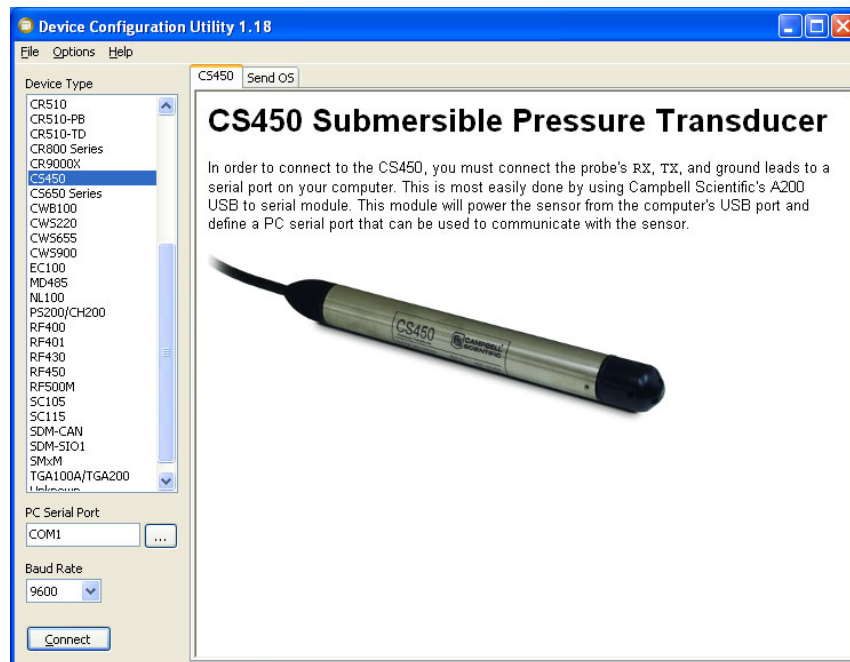 Device Configuration Utility 1.18
File Options Help
Device Type
CR510
CR510-PB
CR510-TD
CR800 Series
CR9000X
CS450
CS650 Series
CWB100
CWS220
CWS655
CWS900
EC100
MD485
NL100
PS200/CH200
RF400
RF401
RF430
RF450
RF500M
SC105
SC115
SDM-CAN
SDM-SIO1
SMxM
TGA100A/TGA200
Unknown
PC Serial Port
COM1
...
Baud Rate
9600
Connect
CS450 Send OS
CS450 Submersible Pressure Transducer
In order to connect to the CS450, you must connect the probe's RX, TX, and ground leads to a
serial port on your computer. This is most easily done by using Campbell Scientific's A200
USB to serial module. This module will power the sensor from the computer's USB port and
define a PC serial port that can be used to communicate with the sensor.
CS450
CAMPBELL
SCIENTIFIC